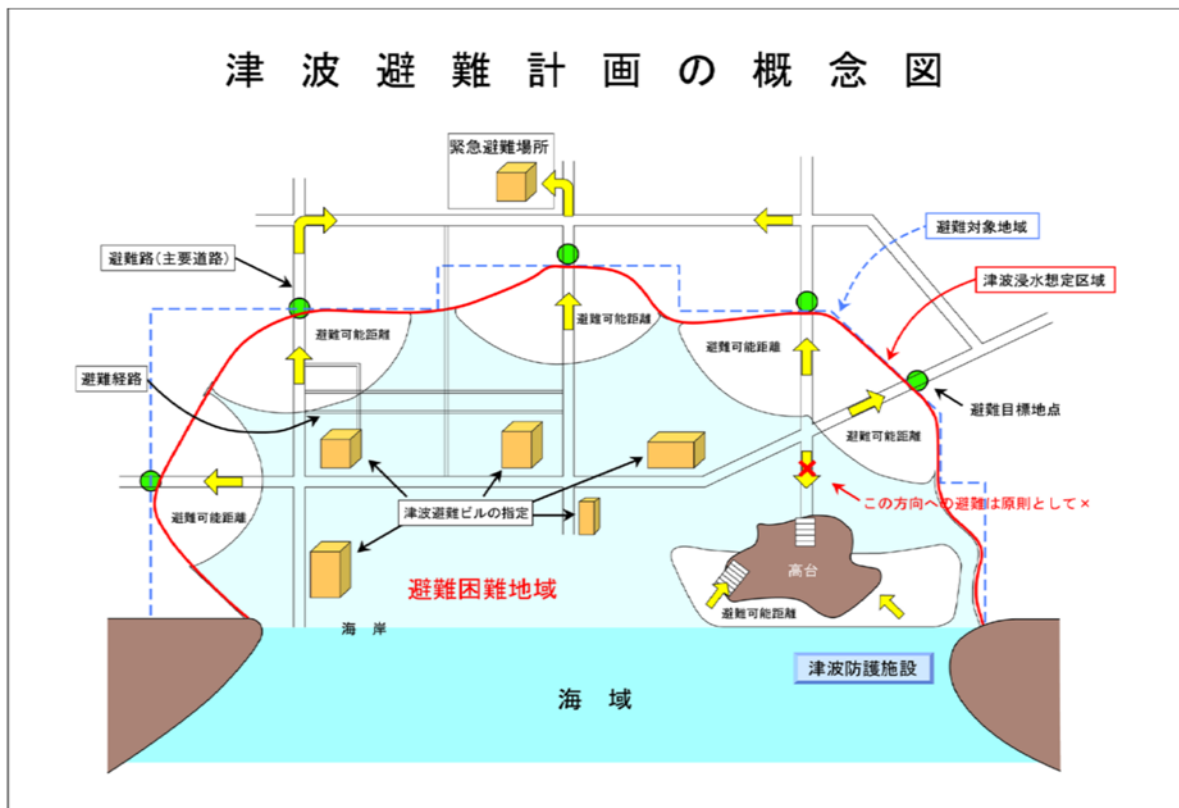 津波避難計画の概念図
緊急避難場所
避難対象地域
避難路(主要道路)
津波浸水想定区域
避難可能距離
避難可能距離
避難可能距離
避難経路
避難目標地点
避難可能距離
この方向への避難は原則として×
津波避難ビルの指定
避難可能距離
高台
避難困難地域
避難可能距離
海 岸
津波防護施設
海 域